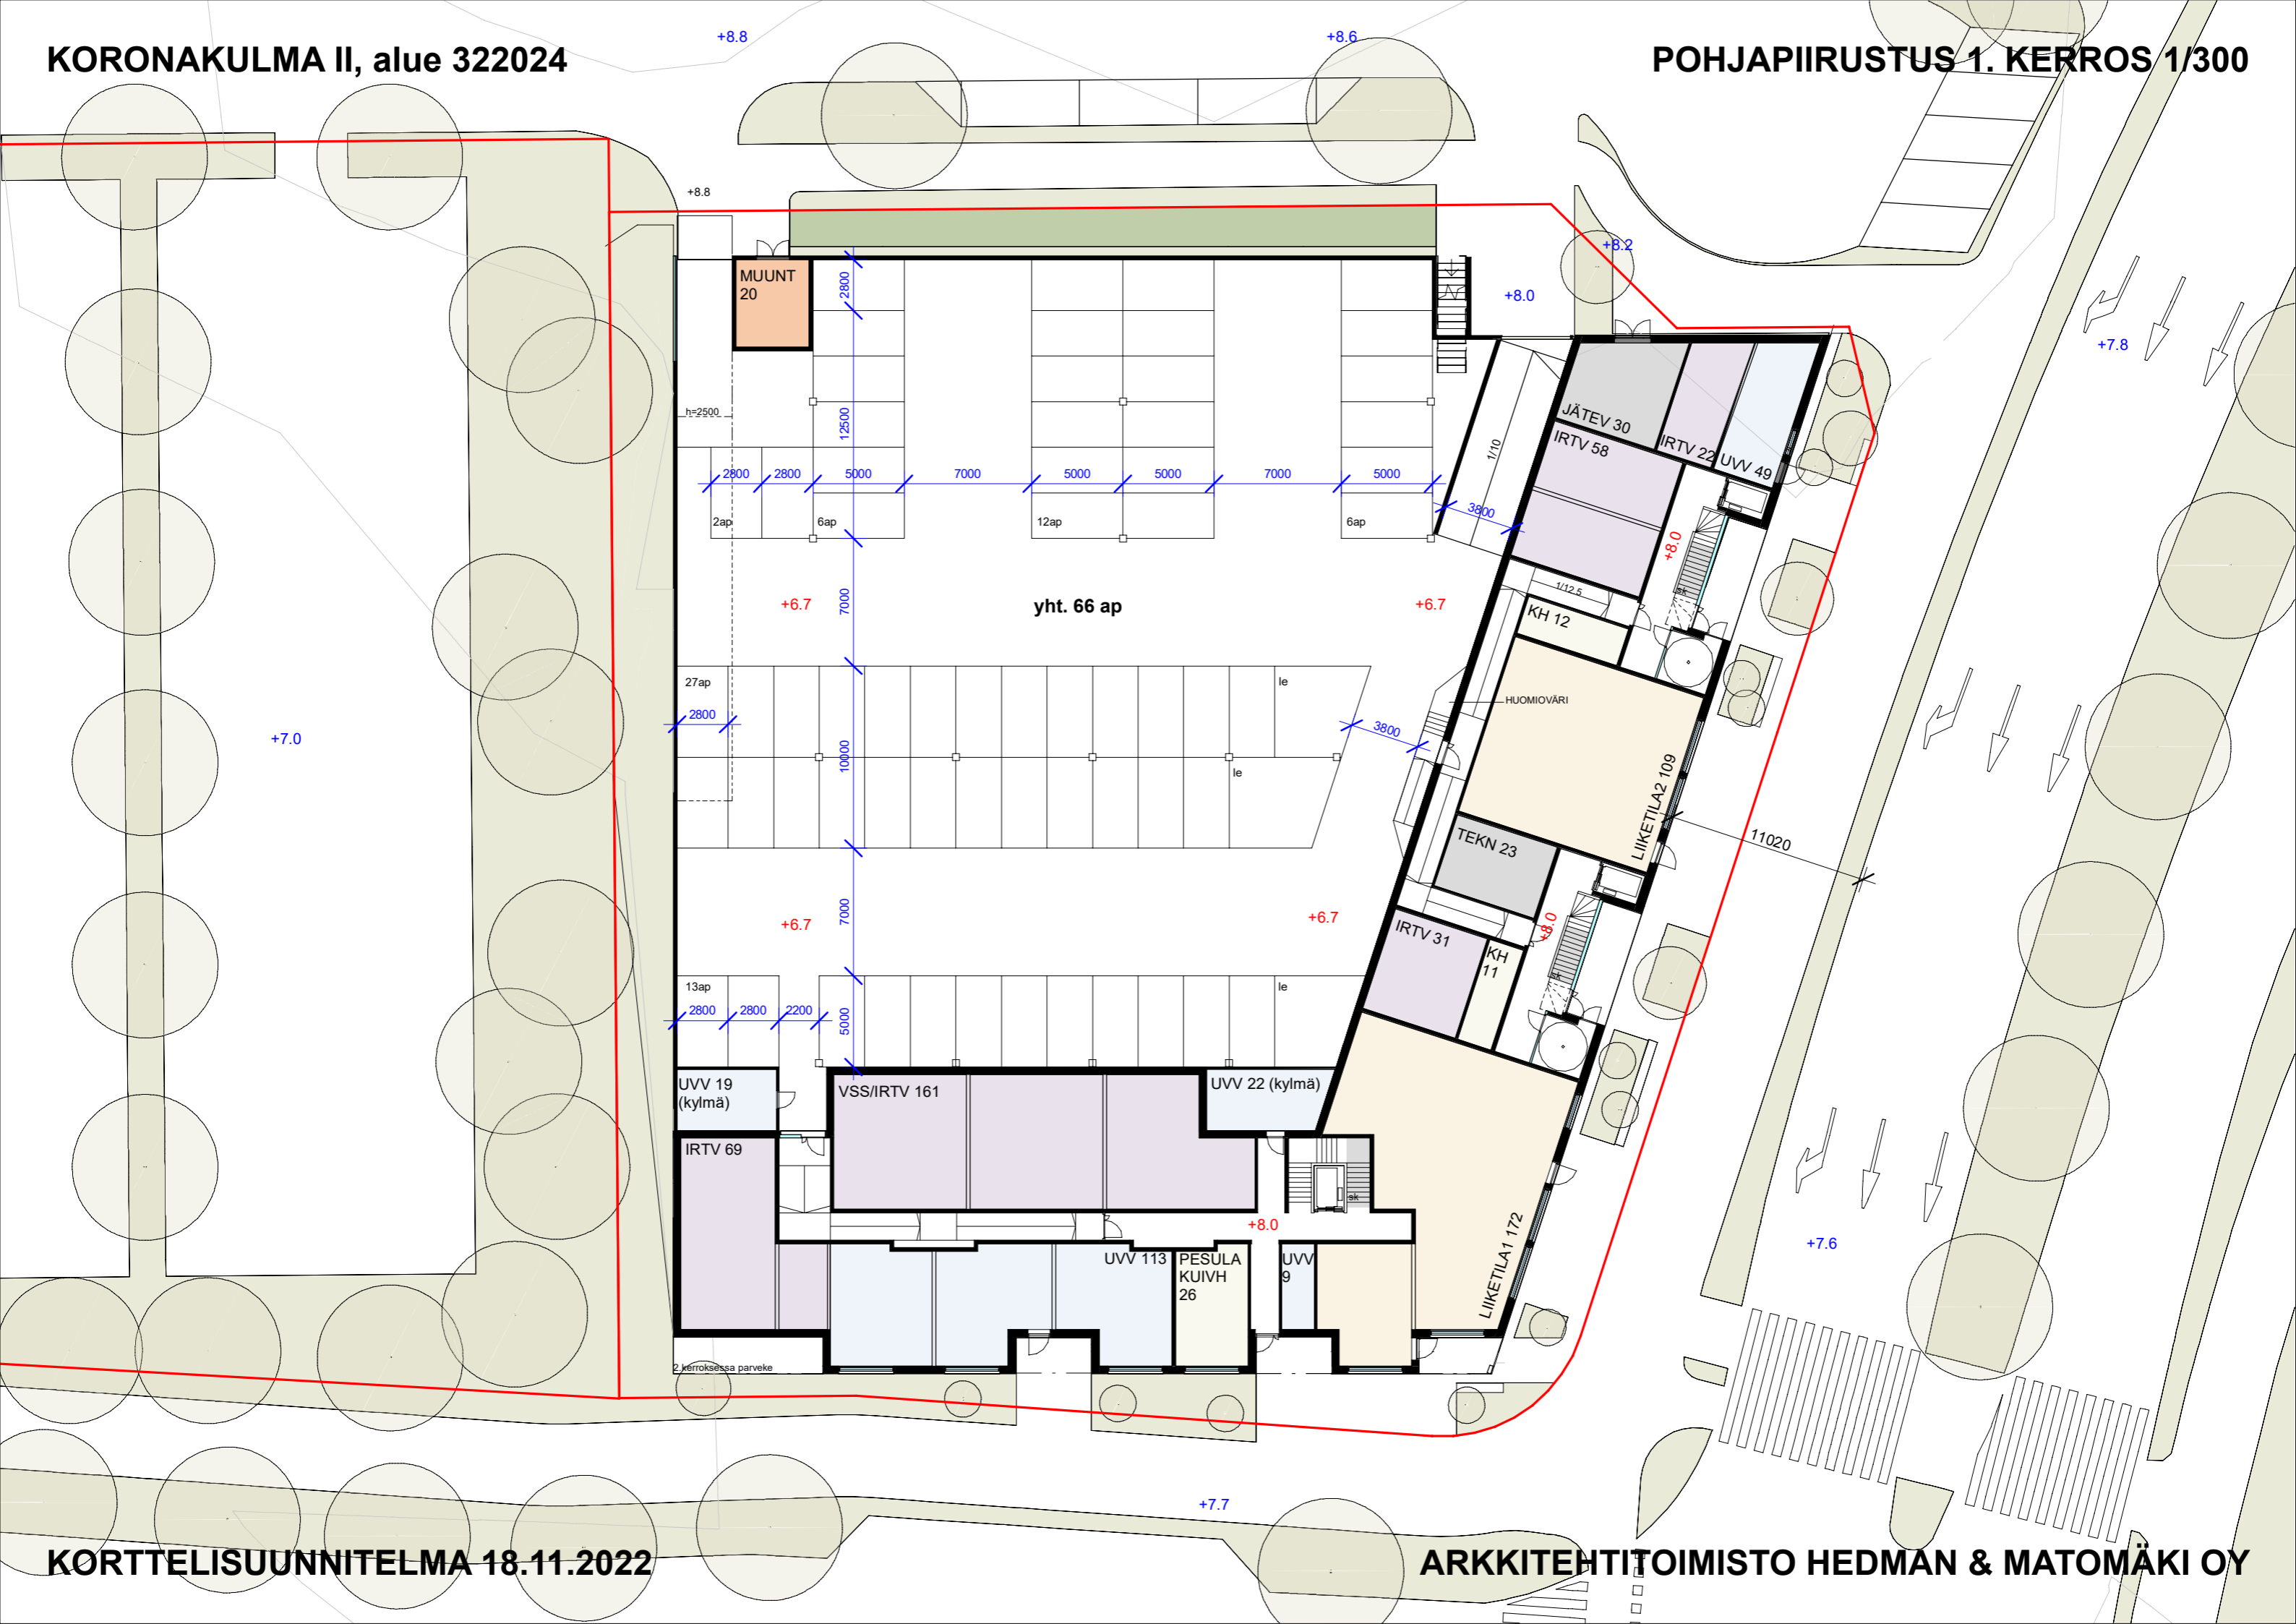 +8.8
+8.6
KORONAKULMA II, alue 322024
POHJAPIIRUSTUS 1. KERROS 1/300
+8.8
+8.2
MUUNT
20
2800
+8.0
+7.8
h=2500
12500
1/10
JÄTEV 30
IRTV 22
UVV 49
IRTV 58
2800
2800
5000
7000
5000
5000
7000
5000
3800
2ap
6ap
12ap
6ap
+8.0
1/12.5
sk
+6.7
7000
yht. 66 ap
+6.7
KH 12
27ap
le
2800
HUOMIOVÄRI
3800
+7.0
10000
le
LIIKETILA2 109
11020
TEKN 23
+6.7
7000
+6.7
+8.0
IRTV 31
KH
11
sk
13ap
le
2800
2800
2200
5000
UVV 19
(kylmä)
VSS/IRTV 161
UVV 22 (kylmä)
IRTV 69
sk
+8.0
LIIKETILA1 172
+7.6
UVV 113
PESULA
KUIVH
26
UVV
9
2.kerroksessa parveke
+7.7
KORTTELISUUNNITELMA 18.11.2022
ARKKITEHTITOIMISTO HEDMAN & MATOMÄKI OY